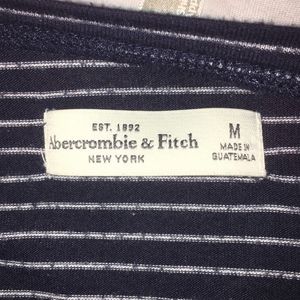 EST. 1892
Abercrombie & Fitch
NEW YORK
M
MADE IN
GUATEMALA